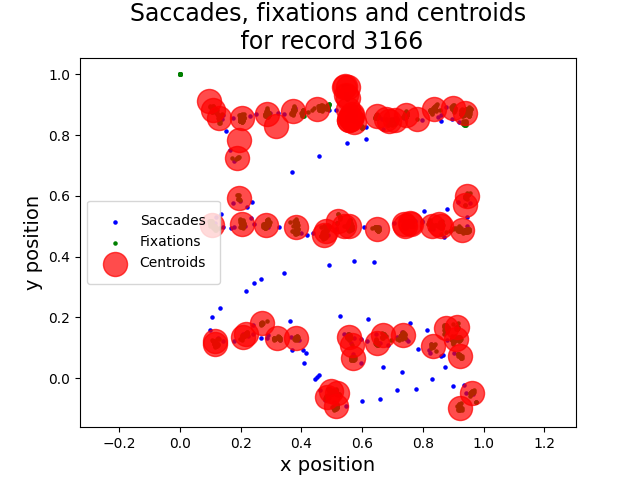 Saccades, fixations and centroids
for record 3166
1.0
0.8
0.6
0.4
0.2
0.0
y position
Saccades
Fixations
Centroids
−0.2
0.0
0.2
0.4
0.6
0.8
1.0
1.2
x position